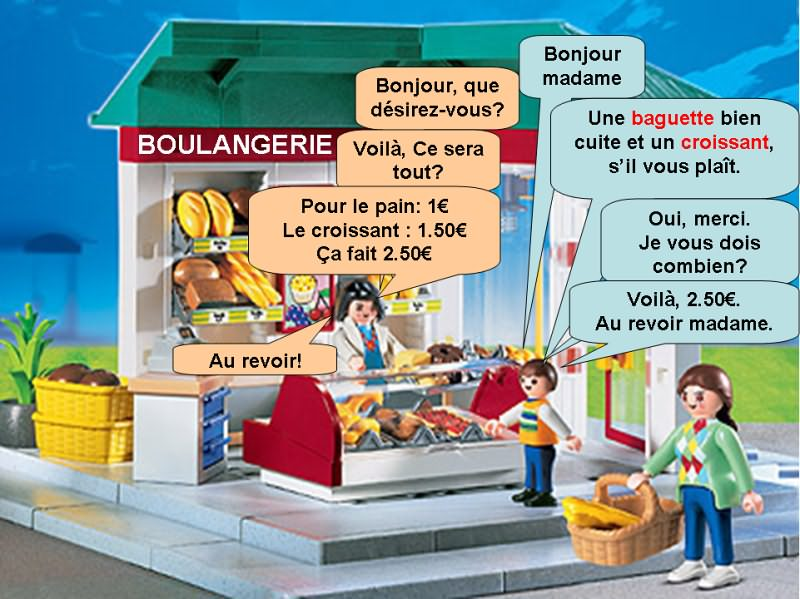 Bonjour
madame
Bonjour, que
désirez-vous?
Une baguette bien
cuite et un croissant,
s'il vous plaît.
BOULANGERIE
Voilà, Ce sera
tout?
Pour le pain: 1€
Le croissant : 1.50€
Ça fait 2.50€
Oui, merci.
Je vous dois
combien?
Voilà, 2.50€.
Au revoir madame.
Au revoir!